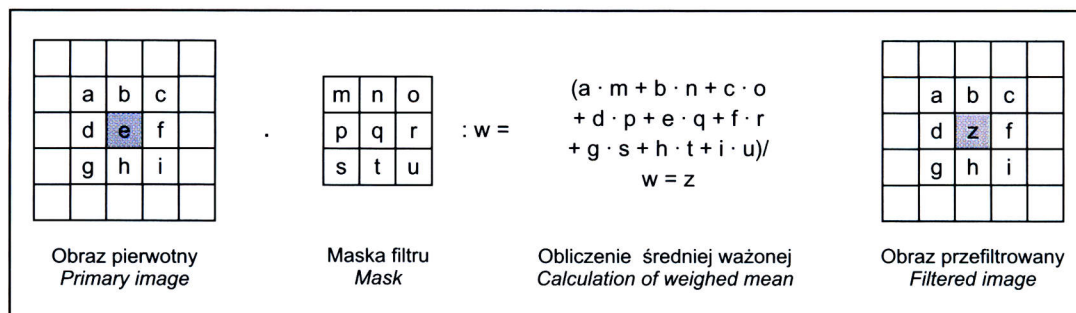 a b c
d e f
g h i
Obraz pierwotny
Primary image
·
m n o
p q r
s t u
Maska filtru
Mask
: w =
(a · m + b · n + c · o
+ d · p + e · q + f · r
+ g · s + h · t + i · u)/
w = z
Obliczenie średniej ważonej
Calculation of weighed mean
a b c
d z f
g h i
Obraz przefiltrowany
Filtered image